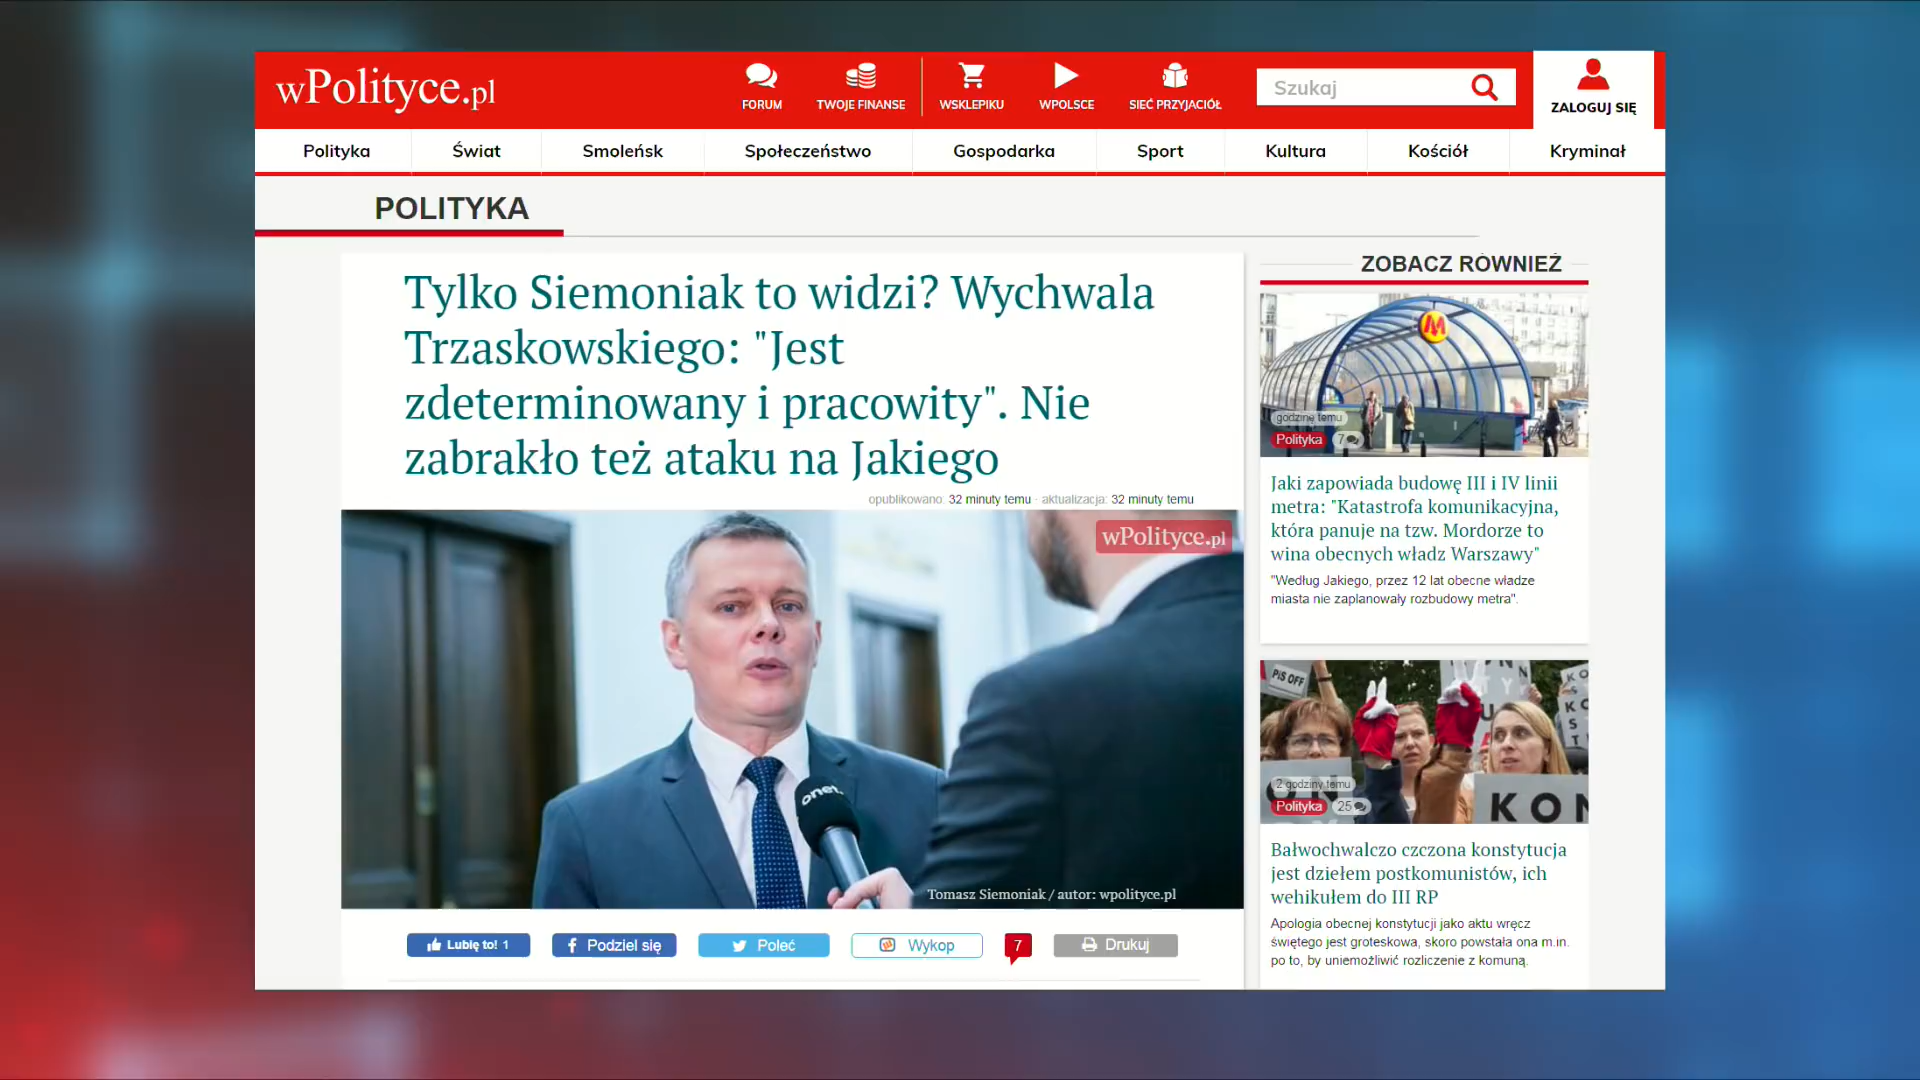 wPolityce.pl
FORUM
TWOJE FINANSE
WSKLEPIKU
WPOLSCE
SIEĆ PRZYJACIÓŁ
Szukaj
ZALOGUJ SIĘ
Polityka
Świat
Smoleńsk
Społeczeństwo
Gospodarka
Sport
Kultura
Kościół
Kryminał
POLITYKA
Tylko Siemoniak to widzi? Wychwala
Trzaskowskiego: "Jest
zdeterminowany i pracowity". Nie
zabrakło też ataku na Jakiego
opublikowano: 32 minuty temu · aktualizacja: 32 minuty temu
wPolityce.pl
onet
Tomasz Siemoniak / autor: wpolityce.pl
Lubię to! 1
Podziel się
Poleć
Wykop
7
Drukuj
ZOBACZ RÓWNIEŻ
M
godzinę temu
Polityka 7
Jaki zapowiada budowę III i IV linii
metra: "Katastrofa komunikacyjna,
która panuje na tzw. Mordorze to
wina obecnych władz Warszawy"
"Według Jakiego, przez 12 lat obecne władze
miasta nie zaplanowały rozbudowy metra".
PiS OFF
2 godziny temu
Polityka 25
KON
Bałwochwalczo czczona konstytucja
jest dziełem postkomunistów, ich
wehikułem do III RP
Apologia obecnej konstytucji jako aktu wręcz
świętego jest groteskowa, skoro powstała ona m.in.
po to, by uniemożliwić rozliczenie z komuną.